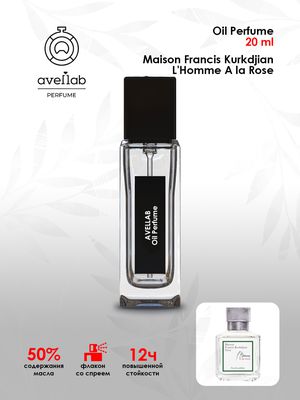 Oil Perfume
20 ml
avellab
PERFUME
Maison Francis Kurkdjian
L'Homme A la Rose
AVELLAB
Oil Perfume
50%
содержания
масла
флакон
со спреем
12ч
повышенной
стойкости